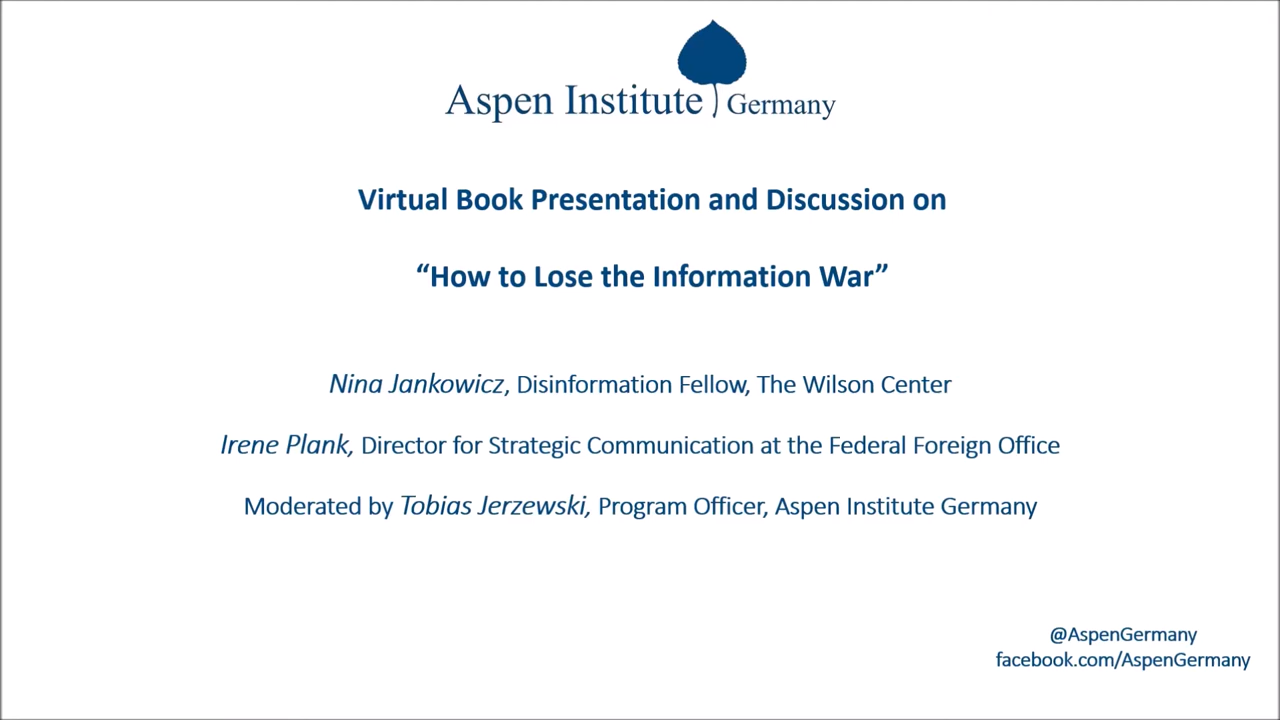 Aspen Institute Germany
Virtual Book Presentation and Discussion on
“How to Lose the Information War”
Nina Jankowicz, Disinformation Fellow, The Wilson Center
Irene Plank, Director for Strategic Communication at the Federal Foreign Office
Moderated by Tobias Jerzewski, Program Officer, Aspen Institute Germany
@AspenGermany
facebook.com/AspenGermany